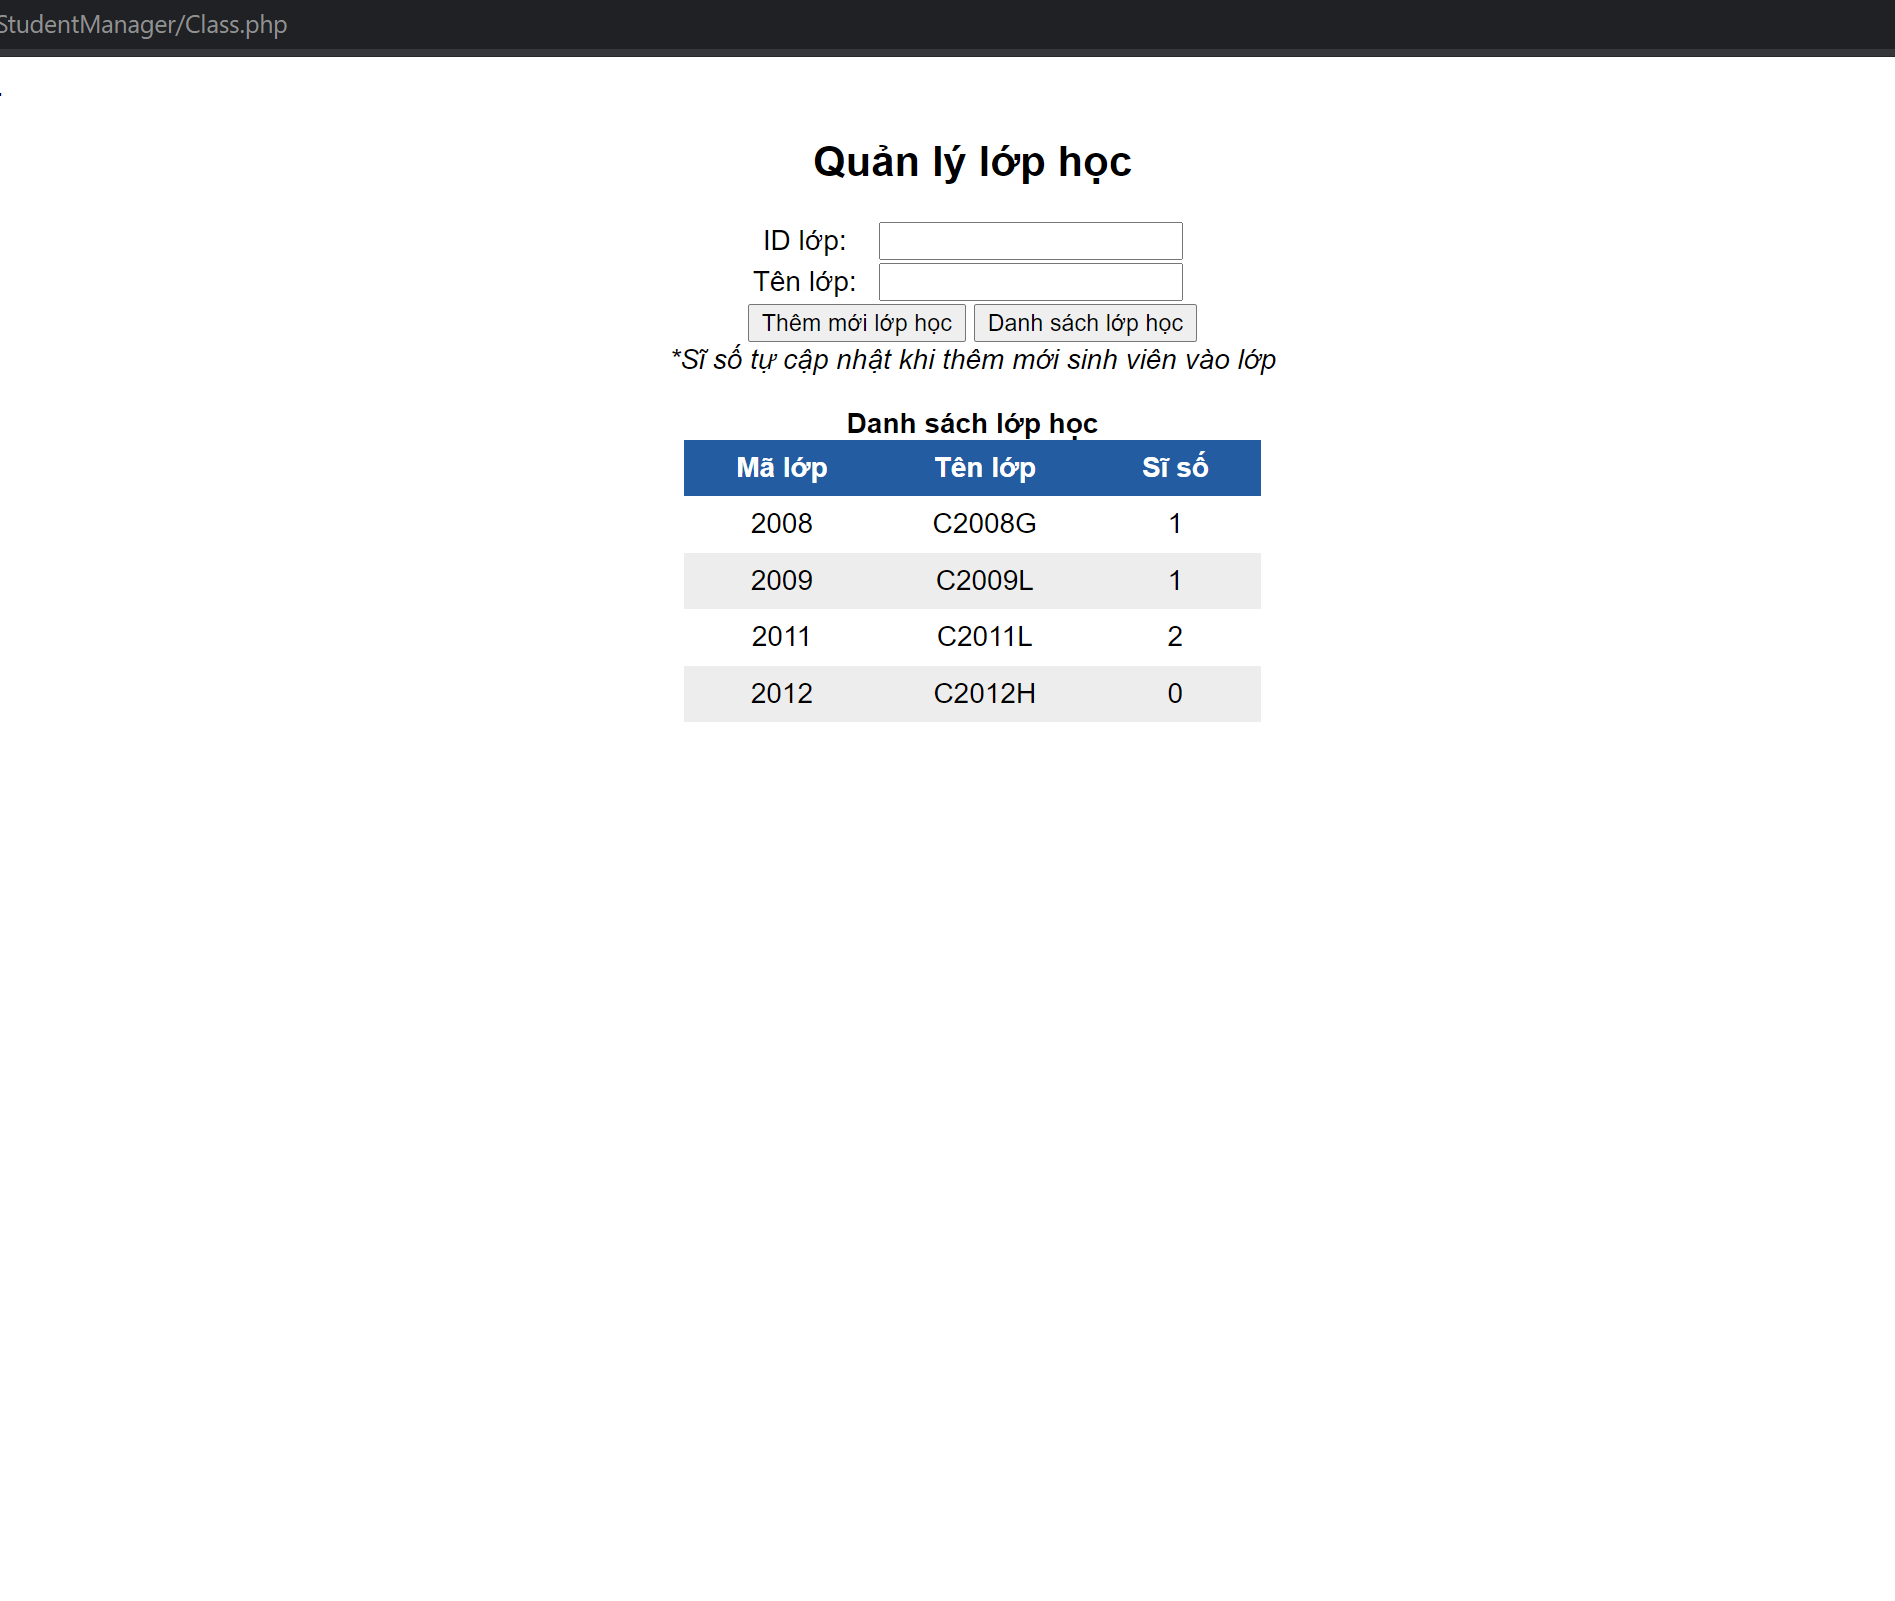 StudentManager/Class.php
Quản lý lớp học
ID lớp:
Tên lớp:
Thêm mới lớp học Danh sách lớp học
*Sĩ số tự cập nhật khi thêm mới sinh viên vào lớp
Danh sách lớp học
Mã lớp Tên lớp Sĩ số
2008 C2008G 1
2009 C2009L 1
2011 C2011L 2
2012 C2012H 0